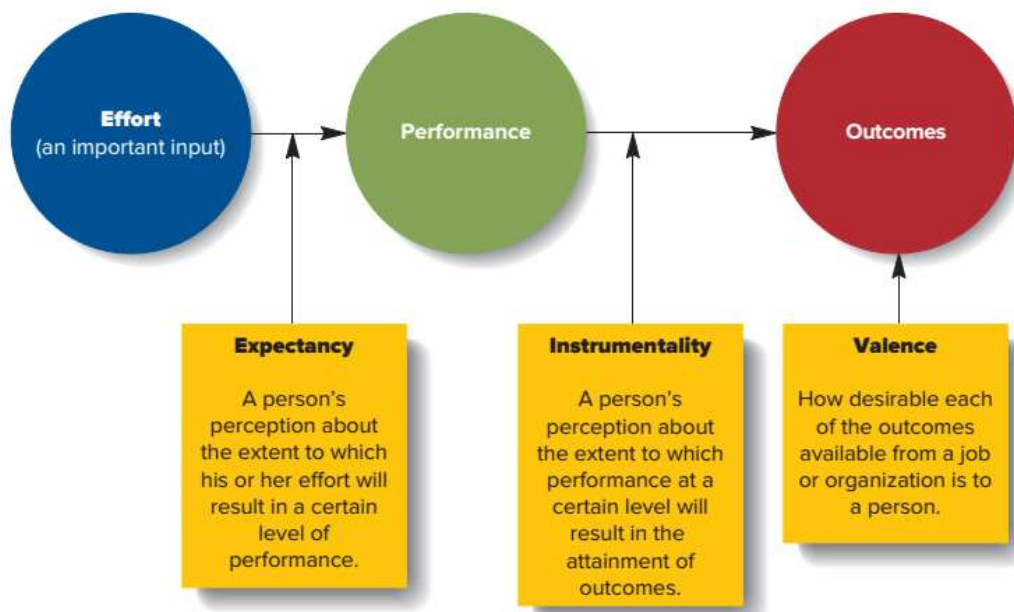 Effort
(an important input)
Performance
Outcomes
Expectancy
A person's
perception about
the extent to which
his or her effort will
result in a certain
level of
performance.
Instrumentality
A person's
perception about
the extent to which
performance at a
certain level will
result in the
attainment of
outcomes.
Valence
How desirable each
of the outcomes
available from a job
or organization is to
a person.